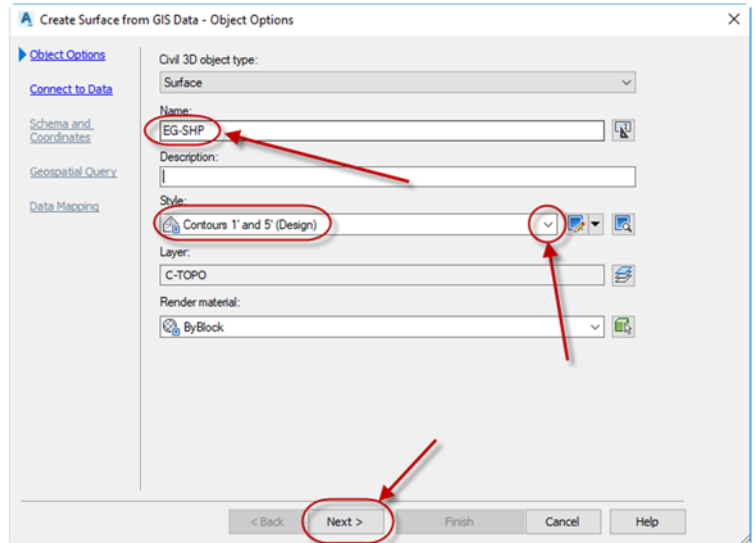 Create Surface from GIS Data - Object Options
Object Options
Connect to Data
Schema and
Coordinates
Geospatial Query
Data Mapping
Civil 3D object type:
Surface
Name:
EG-SHP
Description:
Style:
Contours 1' and 5' (Design)
Layer:
C-TOPO
Render material:
ByBlock
< Back
Next >
Finish
Cancel
Help